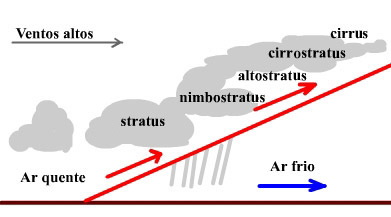 Ventos altos
cirrus
cirrostratus
altostratus
nimbostratus
stratus
Ar quente
Ar frio